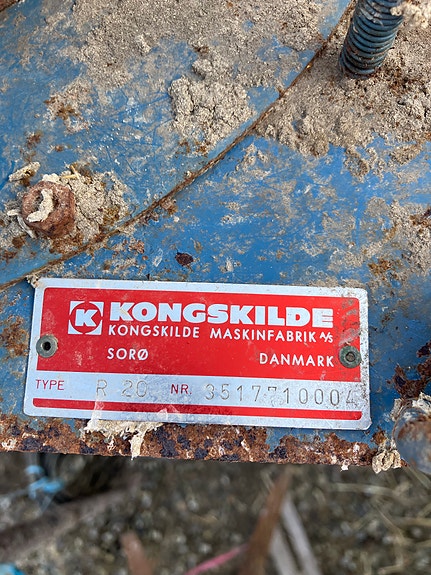 K KONGSKILDE
KONGSKILDE MASKINFABRIK A/S
SORØ DANMARK
TYPE R 20 NR. 3517710004